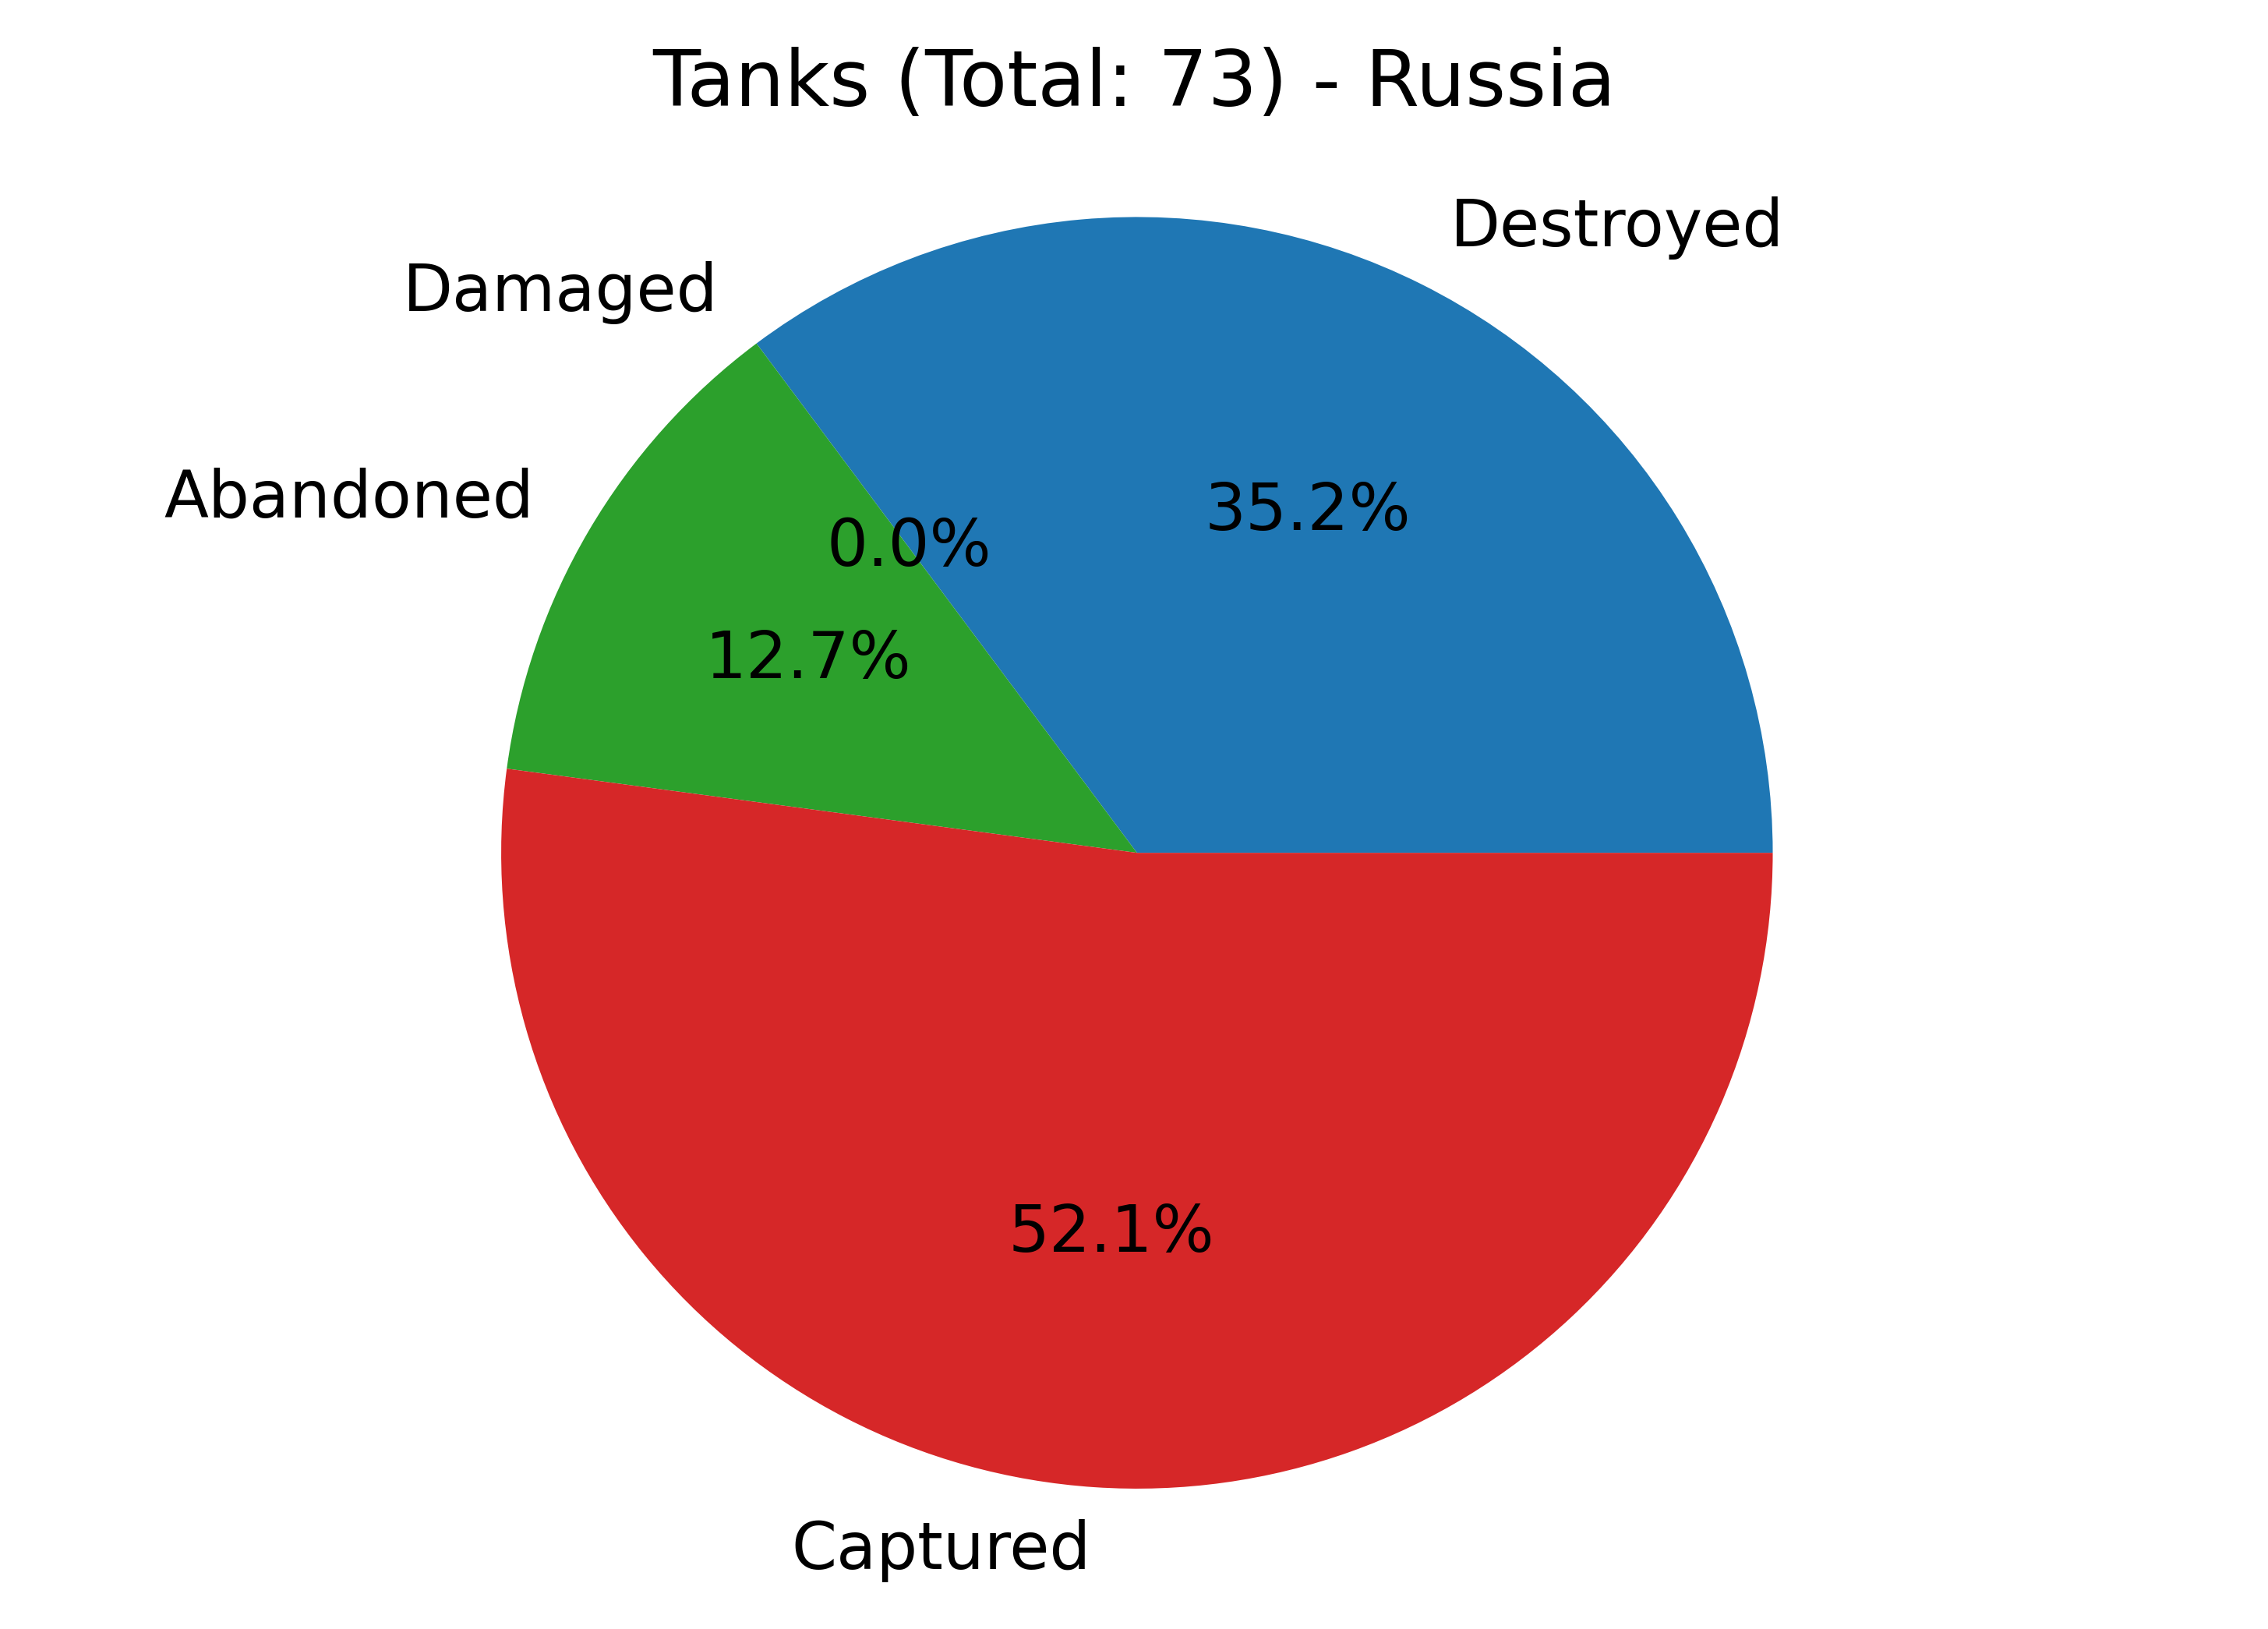 Tanks (Total: 73) - Russia
Destroyed
Damaged
Abandoned
35.2%
0.0%
12.7%
52.1%
Captured